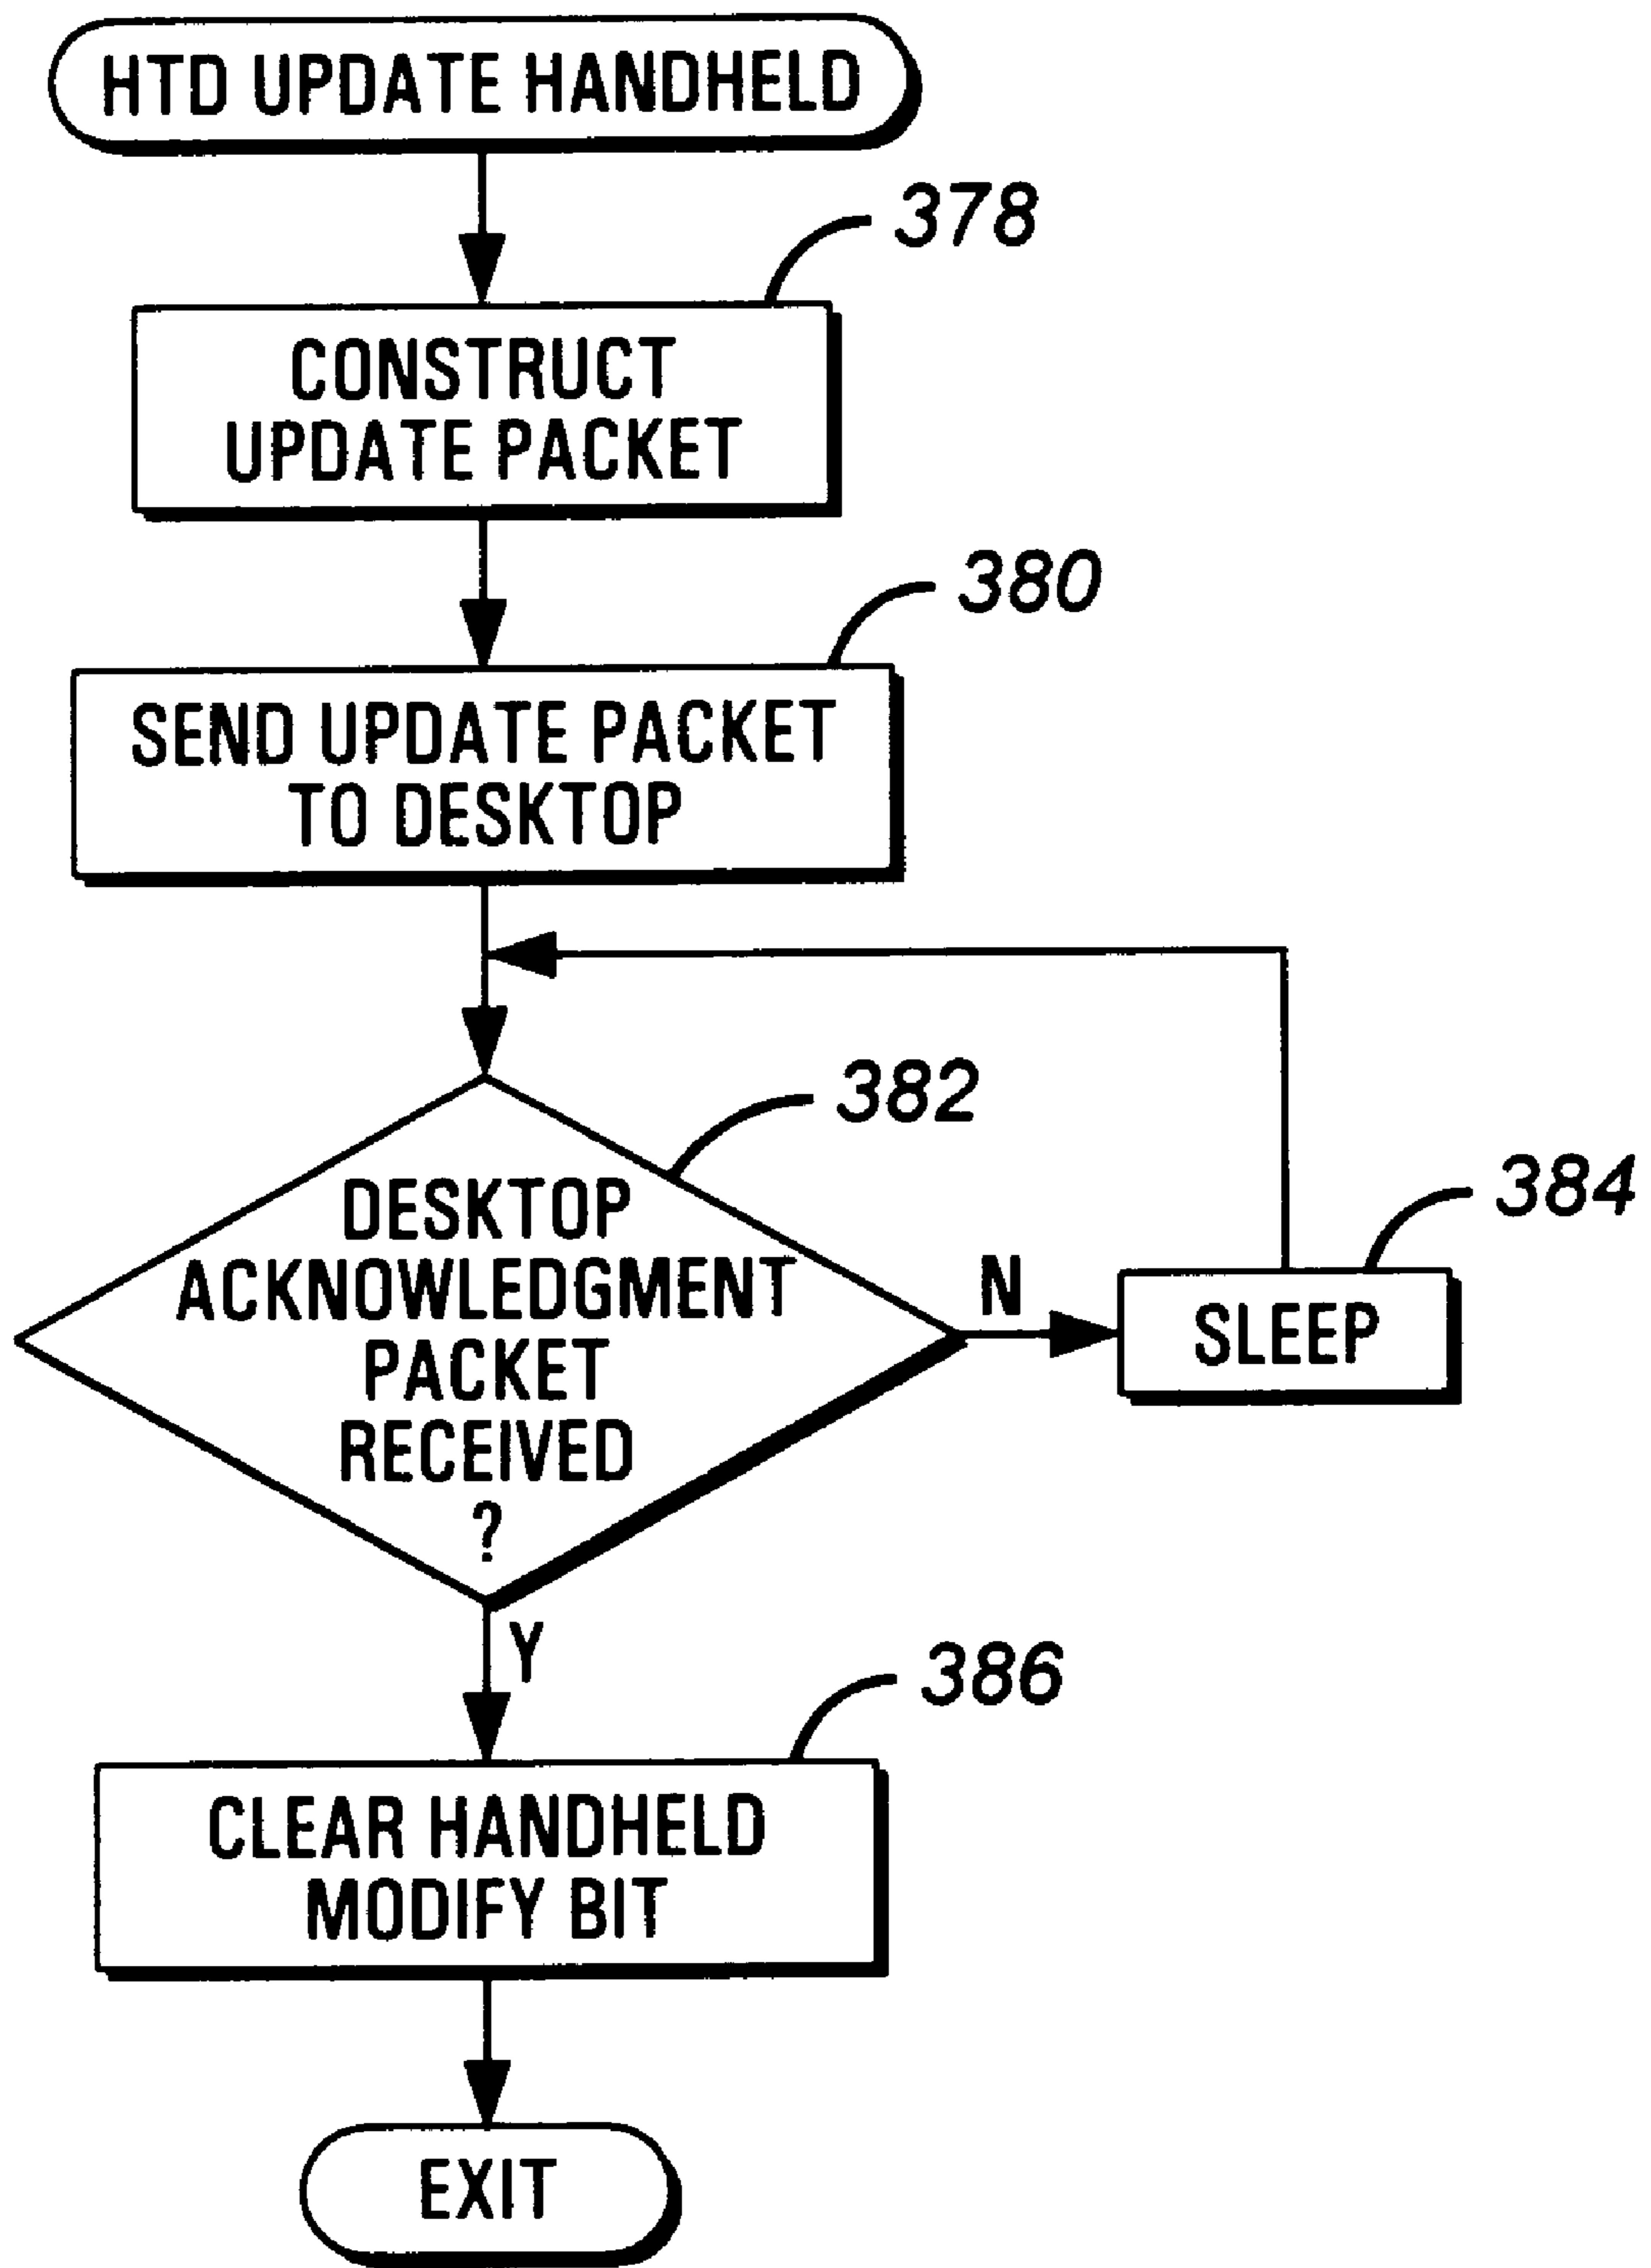 HTD UPDATE HANDHELD
378
CONSTRUCT
UPDATE PACKET
380
SEND UPDATE PACKET
TO DESKTOP
382
DESKTOP
ACKNOWLEDGMENT
PACKET
RECEIVED
?
N
384
SLEEP
Y
386
CLEAR HANDHELD
MODIFY BIT
EXIT